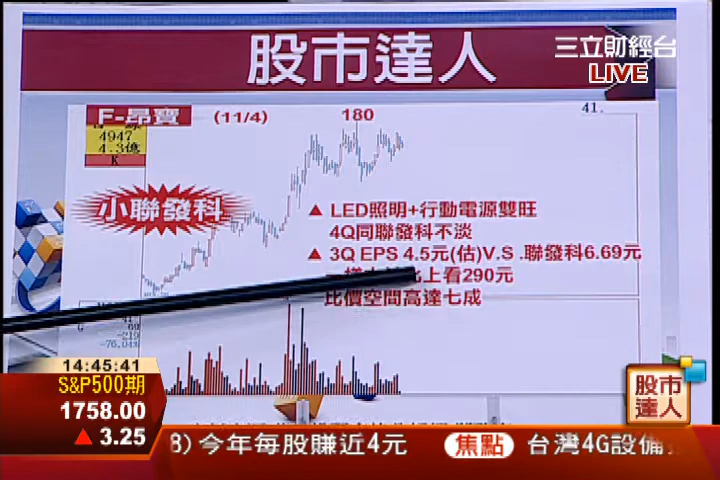 股市達人
三立財經台
LIVE
F-昂寶 (11/4) 180 41.
4947
4.3億
K
小聯發科
▲ LED照明+行動電源雙旺
4Q同聯發科不淡
▲ 3Q EPS 4.5元(估)V.S .聯發科6.69元
上看290元
比價空間高達七成
14:45:41
S&P500期
1758.00
▲ 3.25
股市
達人
8)今年每股賺近4元 焦點 台灣4G設備